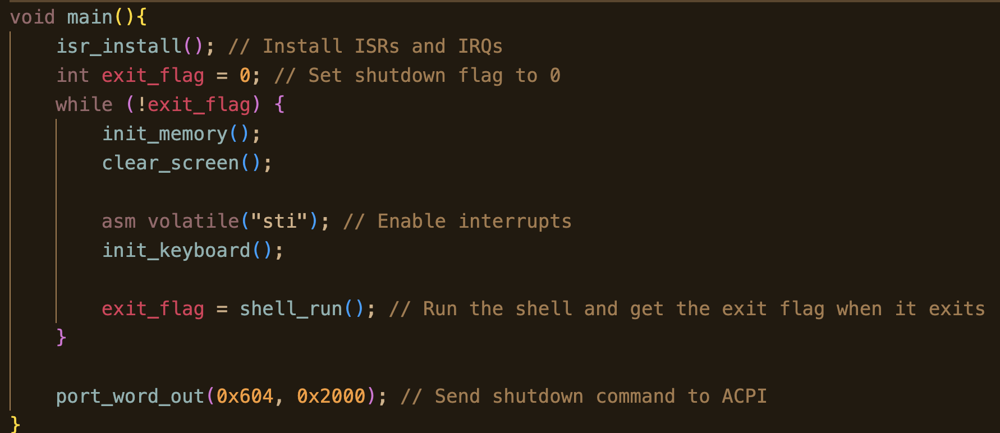 void main(){
    isr_install(); // Install ISRs and IRQs
    int exit_flag = 0; // Set shutdown flag to 0
    while (!exit_flag) {
        init_memory();
        clear_screen();

        asm volatile("sti"); // Enable interrupts
        init_keyboard();

        exit_flag = shell_run(); // Run the shell and get the exit flag when it exits
    }

    port_word_out(0x604, 0x2000); // Send shutdown command to ACPI
}